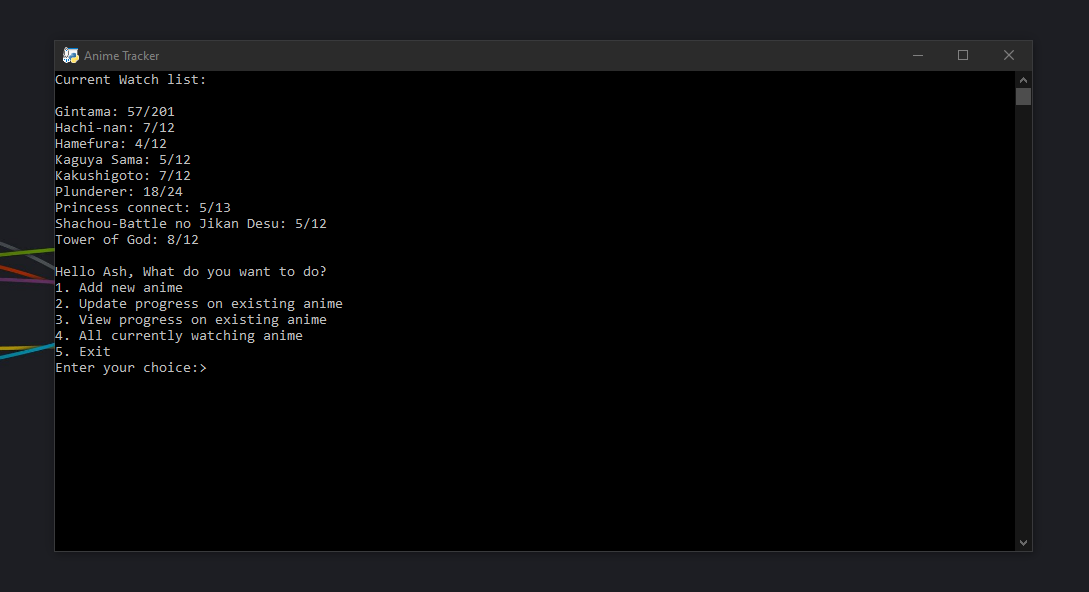 Anime Tracker
Current Watch list:
Gintama: 57/201
Hachi-nan: 7/12
Hamefura: 4/12
Kaguya Sama: 5/12
Kakushigoto: 7/12
Plunderer: 18/24
Princess connect: 5/13
Shachou-Battle no Jikan Desu: 5/12
Tower of God: 8/12
Hello Ash, What do you want to do?
1. Add new anime
2. Update progress on existing anime
3. View progress on existing anime
4. All currently watching anime
5. Exit
Enter your choice:>